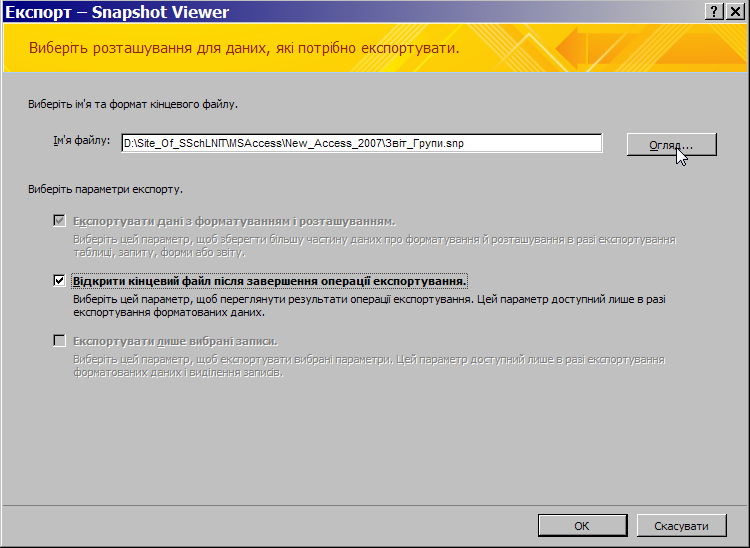 Експорт – Snapshot Viewer
Виберіть розташування для даних, які потрібно експортувати.
Виберіть ім'я та формат кінцевого файлу.
Ім'я файлу: D:\Site_Of_SSchLNIT\MSAccess\New_Access_2007\Звіт_Групи.snp Огляд...
Виберіть параметри експорту.
Експортувати дані з форматуванням і розташуванням.
Виберіть цей параметр, щоб зберегти більшу частину даних про форматування й розташування в разі експортування
таблиці, запиту, форми або звіту.
Відкрити кінцевий файл після завершення операції експортування.
Виберіть цей параметр, щоб переглянути результати операції експортування. Цей параметр доступний лише в разі
експортування форматованих даних.
Експортувати лише вибрані записи.
Виберіть цей параметр, щоб експортувати вибрані параметри. Цей параметр доступний лише в разі експортування
форматованих даних і виділення записів.
ОК Скасувати